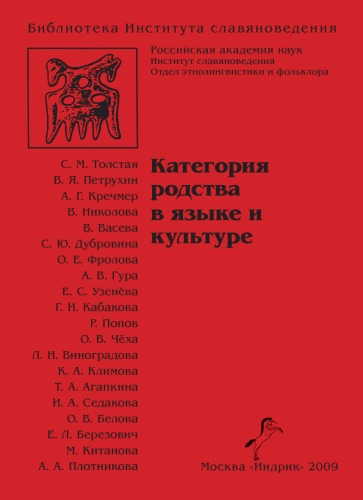 Библиотека Института славяноведения
Российская академия наук
Институт славяноведения
Отдел этнолингвистики и фольклора
С. М. Толстая
В. Я. Петрухин
А. Г. Кречмер
В. Николова
В. Васева
С. Ю. Дубровина
О. Е. Фролова
А. В. Гура
Е. С. Узенёва
Г. И. Кабакова
Р. Попов
О. В. Чёха
Л. Н. Виноградова
К. А. Климова
Т. А. Агапкина
И. А. Седакова
О. В. Белова
Е. Л. Березович
М. Китанова
А. А. Плотникова
Категория
родства
в языке и
культуре
Москва «Индрик» 2009